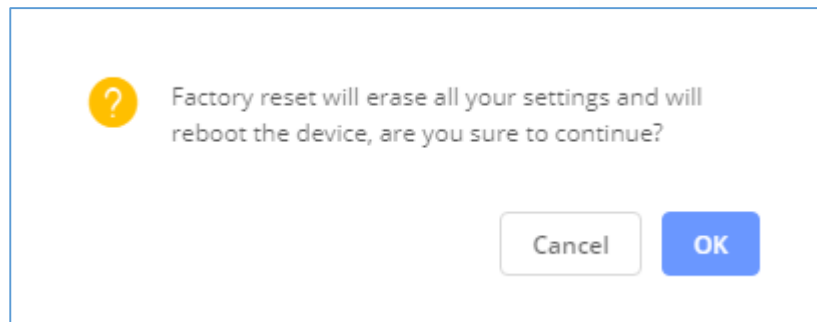 Factory reset will erase all your settings and will
reboot the device, are you sure to continue?
Cancel OK